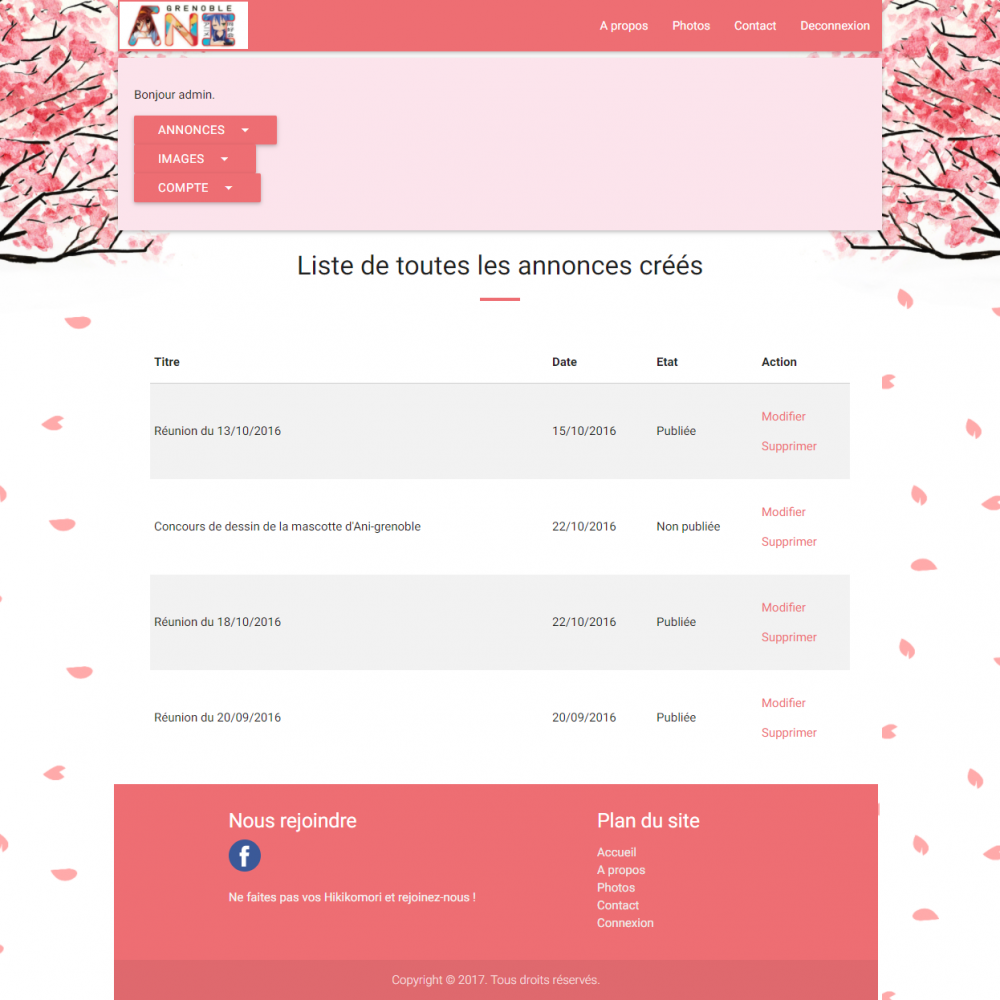 GRENOBLE
ANI
A propos Photos Contact Deconnexion
Bonjour admin.
ANNONCES
IMAGES
COMPTE
Liste de toutes les annonces créés
Titre Date Etat Action
Réunion du 13/10/2016 15/10/2016 Publiée Modifier
Supprimer
Concours de dessin de la mascotte d'Ani-grenoble 22/10/2016 Non publiée Modifier
Supprimer
Réunion du 18/10/2016 22/10/2016 Publiée Modifier
Supprimer
Réunion du 20/09/2016 20/09/2016 Publiée Modifier
Supprimer
Nous rejoindre
f
Ne faites pas vos Hikikomori et rejoinez-nous !
Plan du site
Accueil
A propos
Photos
Contact
Connexion
Copyright © 2017. Tous droits réservés.